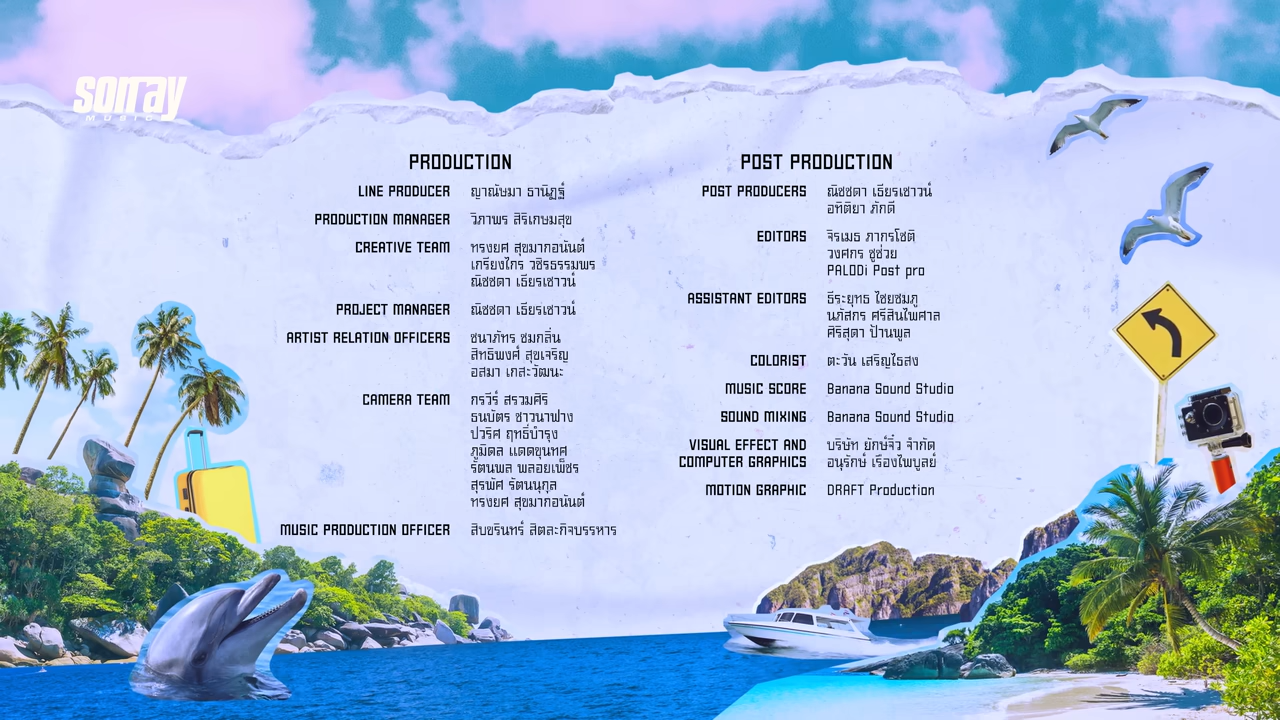 sonray
MUSIC
PRODUCTION
LINE PRODUCER ญาณัษมา ธานิฏฐ์
PRODUCTION MANAGER วิภาพร สิริเกษมสุข
CREATIVE TEAM ทรงยศ สุขมากอนันต์
เกรียงไกร วชิรธรรมพร
ณิชชดา เธียรเชาวน์
PROJECT MANAGER ณิชชดา เธียรเชาวน์
ARTIST RELATION OFFICERS ชนาภัทร ชมกลิ่น
สิทธิพงศ์ สุขเจริญ
อสมา เกสะวัฒนะ
CAMERA TEAM กรวีร์ สรวมศิริ
ธนบัตร ชาวนาฟาง
ปวริศ ฤทธิ์บำรุง
ภูมิดล แดดขุนทศ
รัตนพล พลอยเพ็ชร
สุรพัศ รัตนนุกุล
ทรงยศ สุขมากอนันต์
MUSIC PRODUCTION OFFICER สิบชรินทร์ สิตละกิจบรรหาร
POST PRODUCTION
POST PRODUCERS ณิชชดา เธียรเชาวน์
อทิติยา ภักดี
EDITORS จิรเมธ ภากรโชติ
วงศกร ชูช่วย
PALODi Post pro
ASSISTANT EDITORS ธีระยุทธ ไชยชมภู
นภัสกร ศรีสินไพศาล
ศิริสุดา ป้านพูล
COLORIST ตะวัน เสริญไธสง
MUSIC SCORE Banana Sound Studio
SOUND MIXING Banana Sound Studio
VISUAL EFFECT AND บริษัท ยักษ์จิ๋ว จำกัด
COMPUTER GRAPHICS อนุรักษ์ เรืองไพบูลย์
MOTION GRAPHIC DRAFT Production